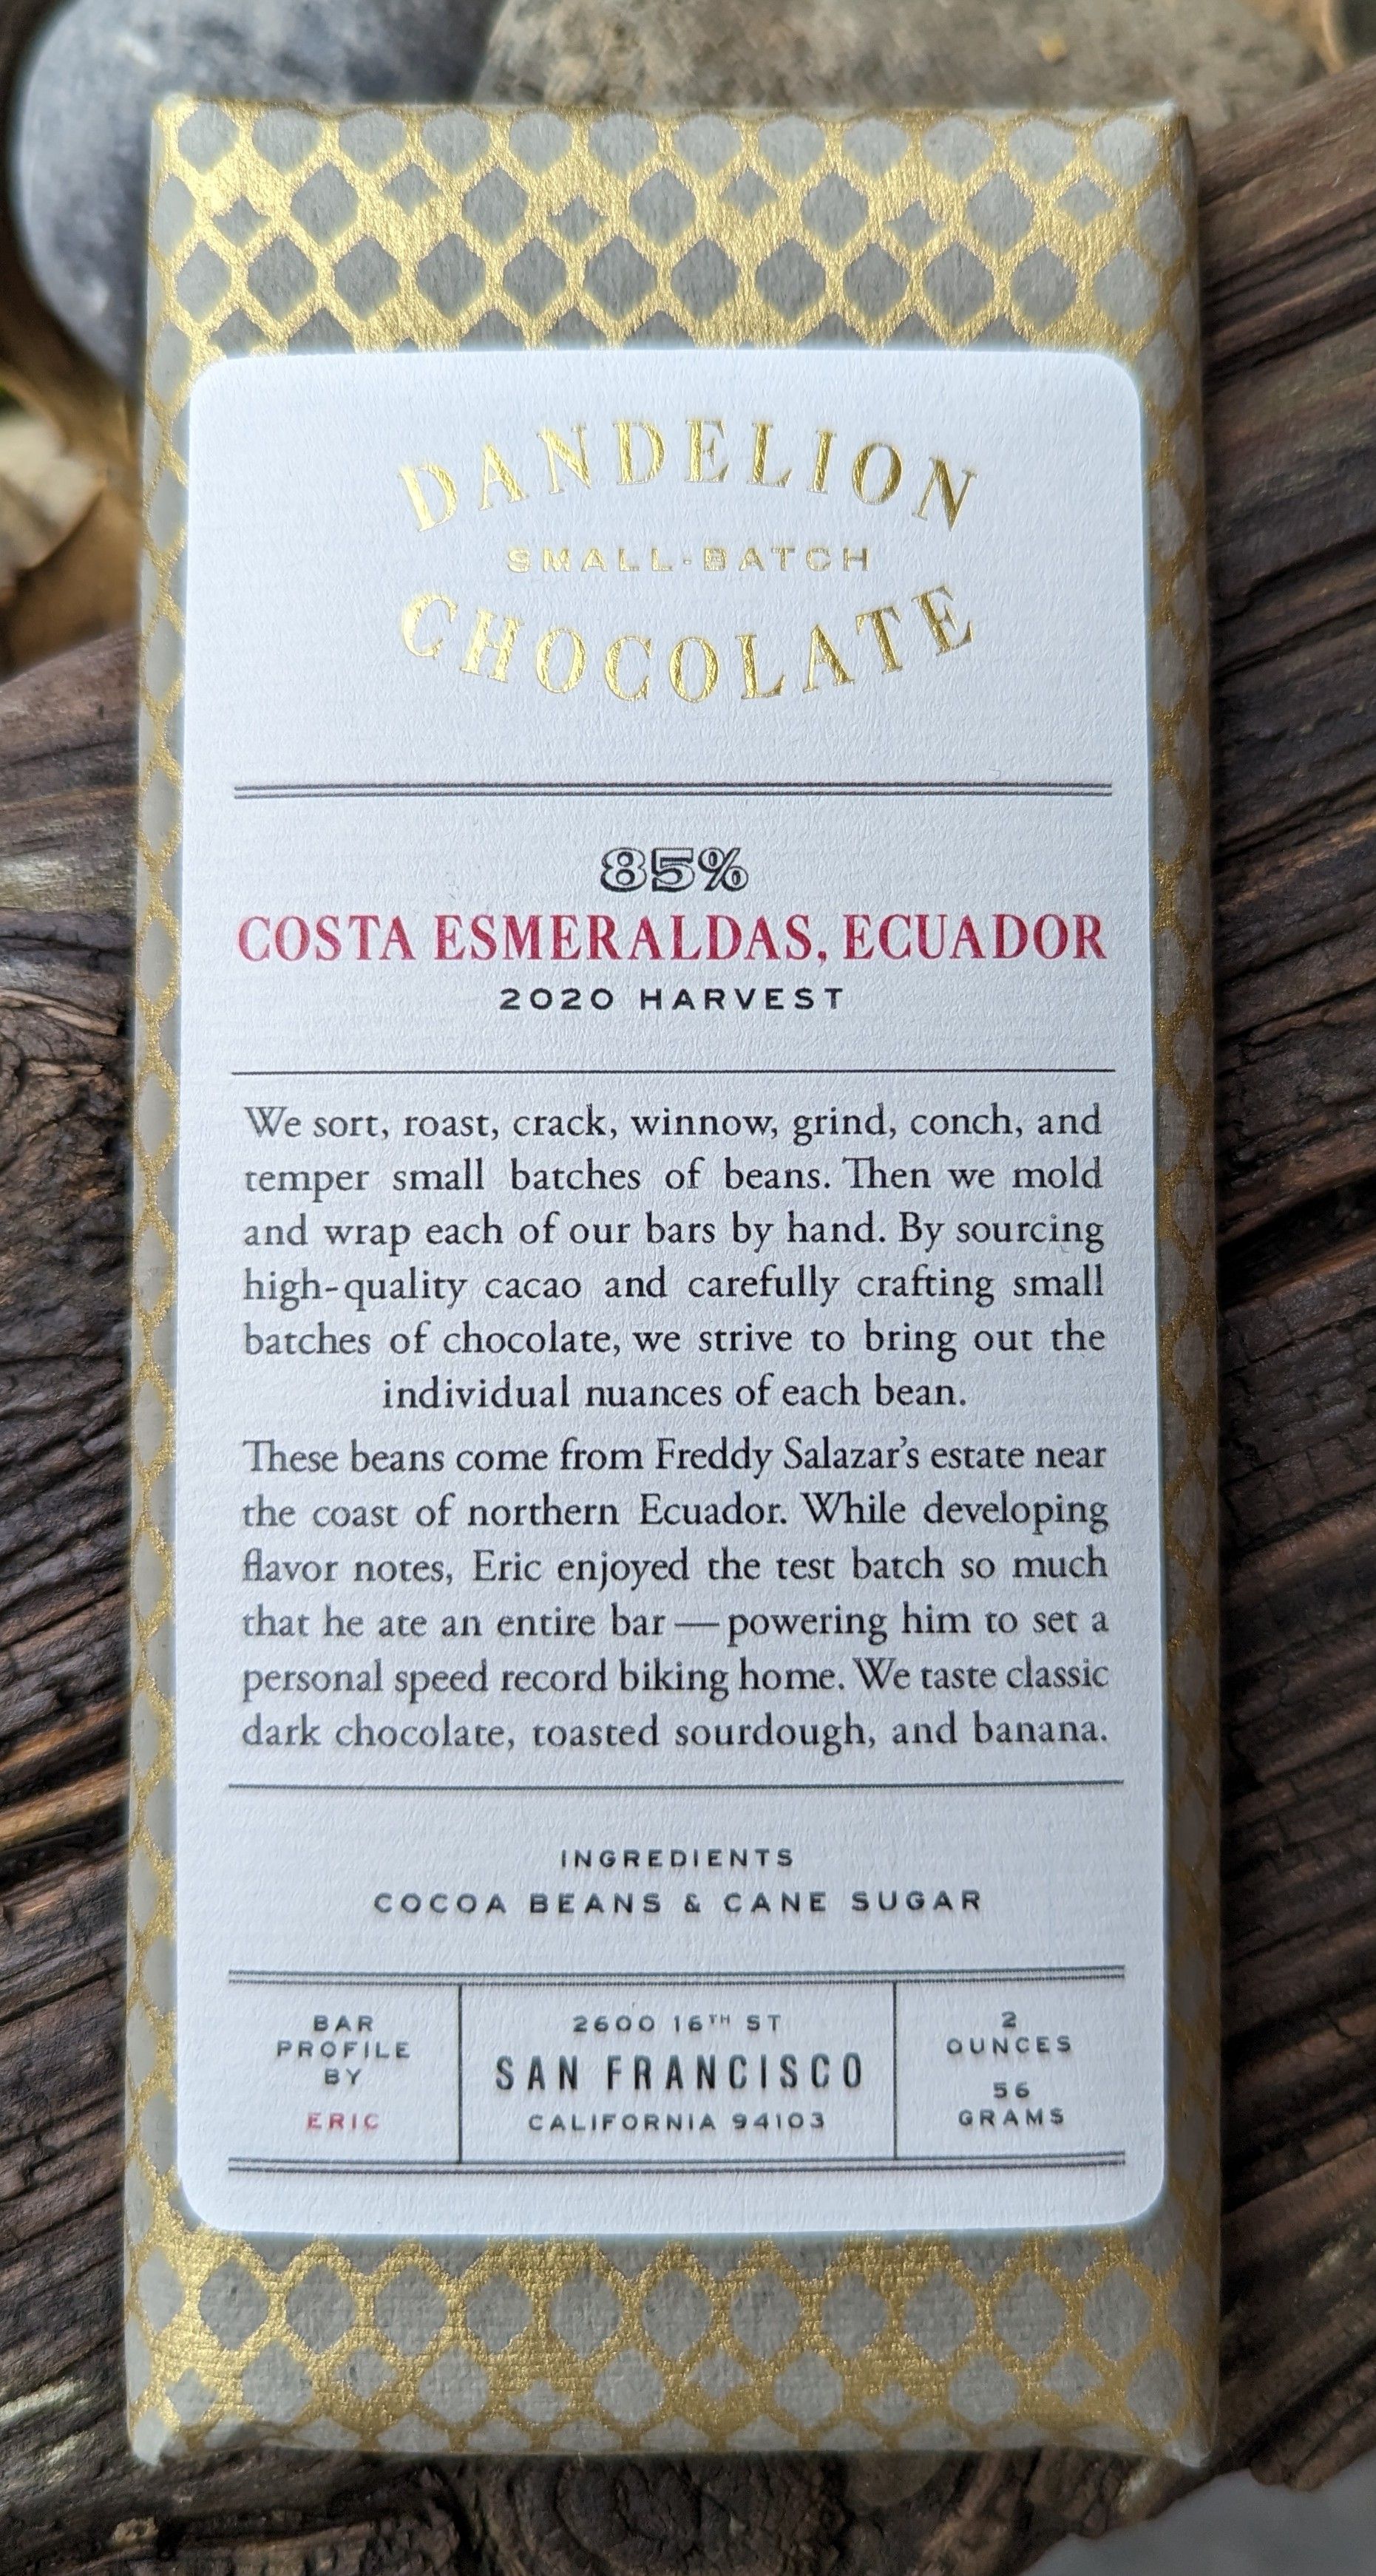 DANDELION
SMALL-BATCH
CHOCOLATE
85%
COSTA ESMERALDAS, ECUADOR
2020 HARVEST
We sort, roast, crack, winnow, grind, conch, and
temper small batches of beans. Then we mold
and wrap each of our bars by hand. By sourcing
high-quality cacao and carefully crafting small
batches of chocolate, we strive to bring out the
individual nuances of each bean.
These beans come from Freddy Salazar’s estate near
the coast of northern Ecuador. While developing
flavor notes, Eric enjoyed the test batch so much
that he ate an entire bar—powering him to set a
personal speed record biking home. We taste classic
dark chocolate, toasted sourdough, and banana.
INGREDIENTS
COCOA BEANS & CANE SUGAR
BAR
PROFILE
BY
ERIC
2600 16TH ST
SAN FRANCISCO
CALIFORNIA 94103
2
OUNCES
56
GRAMS